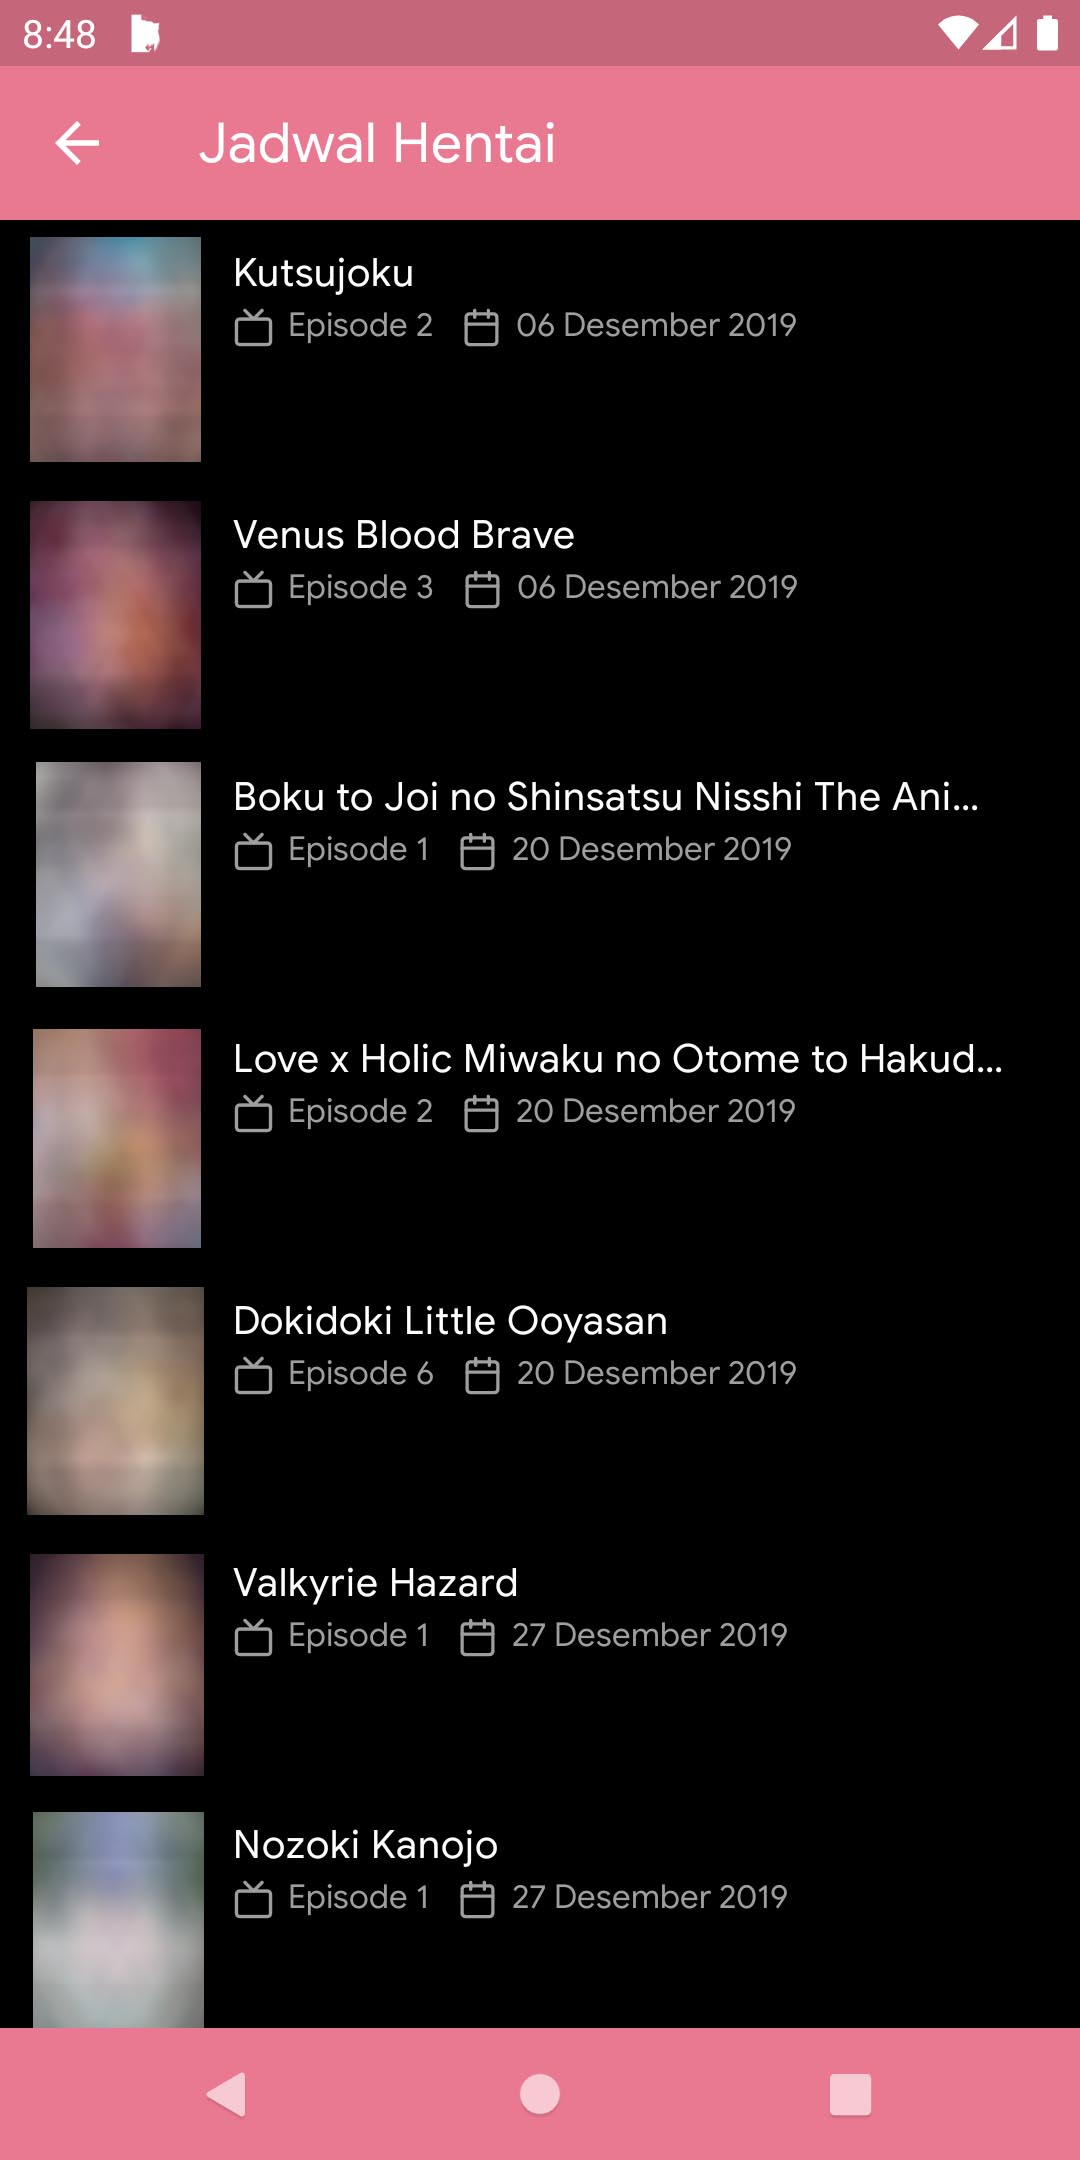 8:48
Jadwal Hentai
Kutsujoku
Episode 2 06 Desember 2019
Venus Blood Brave
Episode 3 06 Desember 2019
Boku to Joi no Shinsatsu Nisshi The Ani...
Episode 1 20 Desember 2019
Love x Holic Miwaku no Otome to Hakud...
Episode 2 20 Desember 2019
Dokidoki Little Ooyasan
Episode 6 20 Desember 2019
Valkyrie Hazard
Episode 1 27 Desember 2019
Nozoki Kanojo
Episode 1 27 Desember 2019